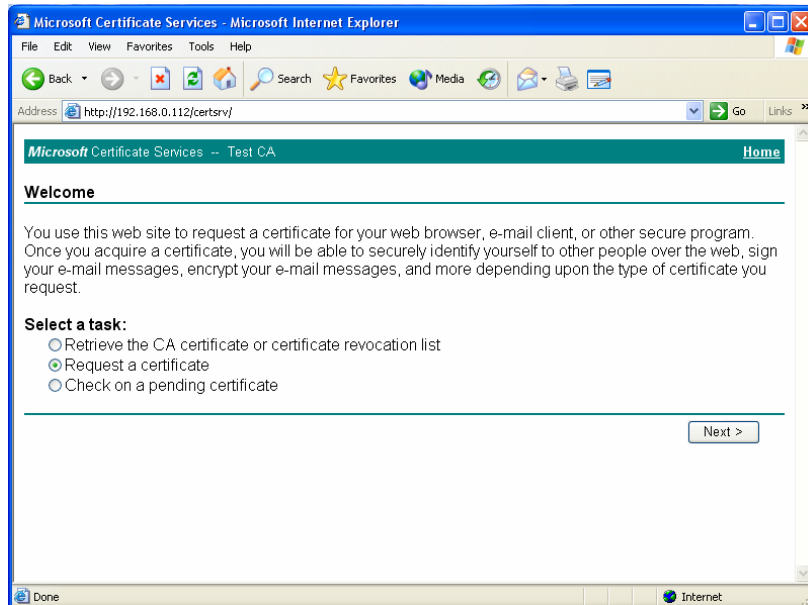 Microsoft Certificate Services - Microsoft Internet Explorer
File Edit View Favorites Tools Help
Back Search Favorites Media
Address http://192.168.0.112/certsrv/ Go Links »
Microsoft Certificate Services -- Test CA Home
Welcome
You use this web site to request a certificate for your web browser, e-mail client, or other secure program.
Once you acquire a certificate, you will be able to securely identify yourself to other people over the web, sign
your e-mail messages, encrypt your e-mail messages, and more depending upon the type of certificate you
request.
Select a task:
Retrieve the CA certificate or certificate revocation list
Request a certificate
Check on a pending certificate
Next >
Done Internet